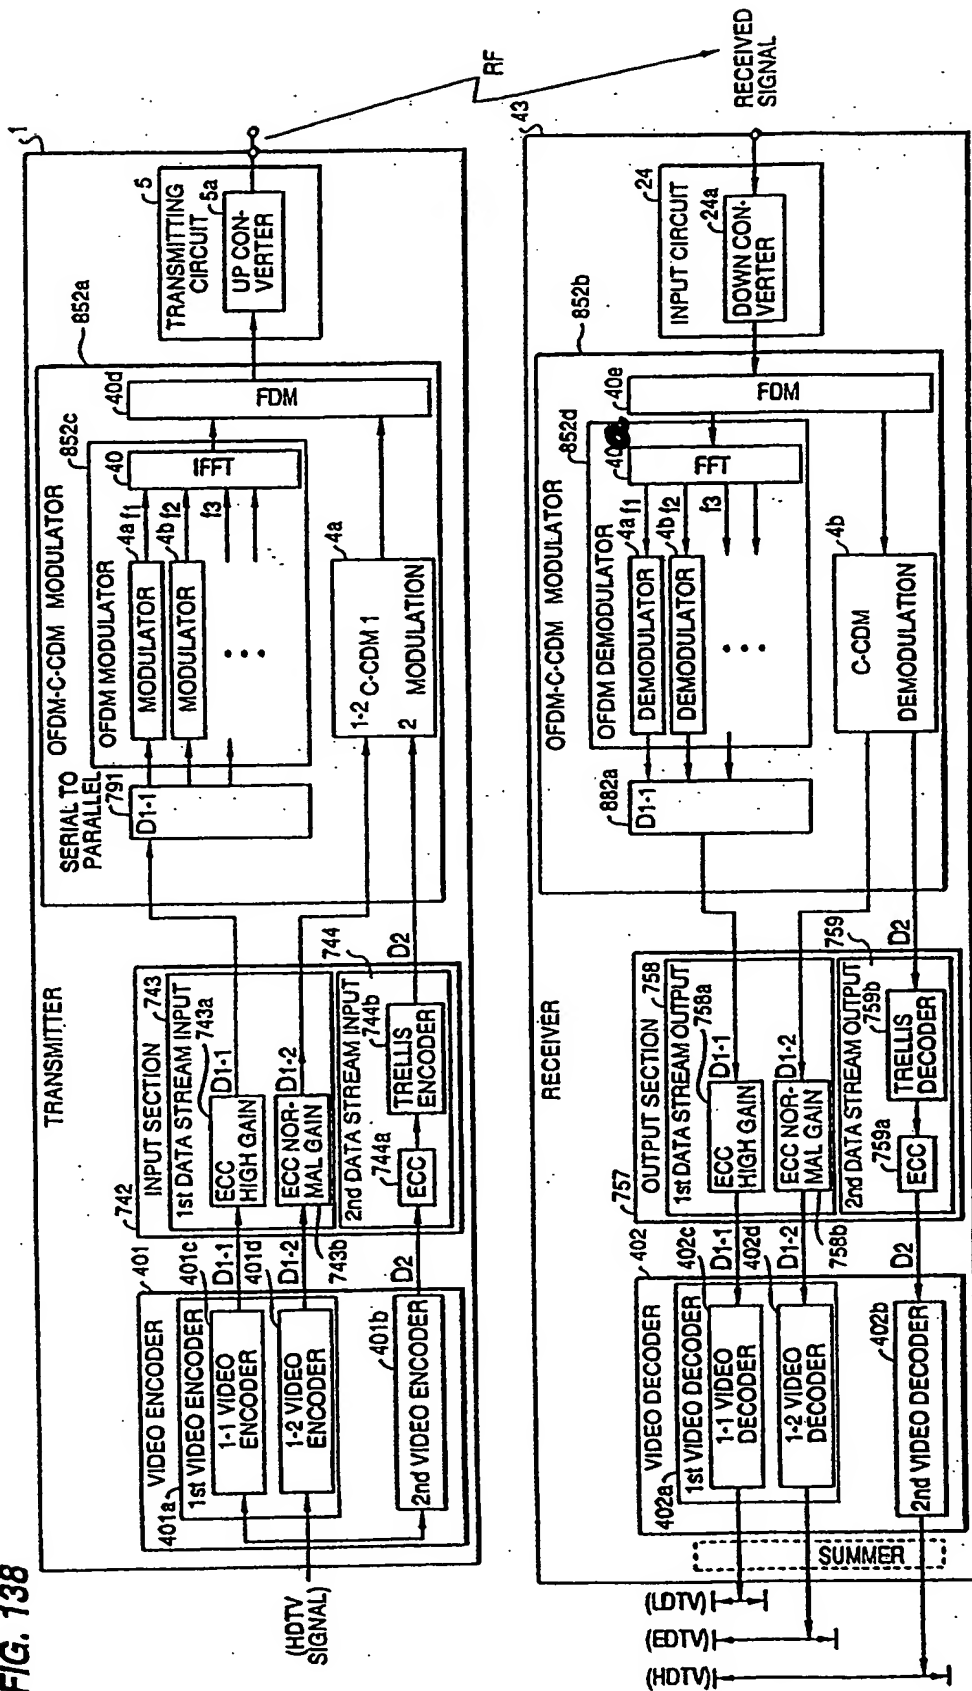 FIG. 138
TRANSMITTER
1
(HDTV
SIGNAL)
VIDEO ENCODER
401
401a
1st VIDEO ENCODER
401c
1-1 VIDEO
ENCODER
401d
1-2 VIDEO
ENCODER
401b
2nd VIDEO ENCODER
D1-1
D1-2
D2
742
INPUT SECTION
743
1st DATA STREAM INPUT
743a
ECC
HIGH GAIN
ECC NOR-
MAL GAIN
743b
D1-1
D1-2
744
2nd DATA STREAM INPUT
744a
ECC
744b
TRELLIS
ENCODER
D2
OFDM-C-CDM MODULATOR
852a
SERIAL TO
PARALLEL
791
D1-1
OFDM MODULATOR
852c
MODULATOR
4a
f1
MODULATOR
4b
f2
f3
40
IFFT
40d
FDM
4a
1-2 C-CDM 1
2 MODULATION
TRANSMITTING
CIRCUIT
5
5a
UP CON-
VERTER
RF
RECEIVED
SIGNAL
RECEIVER
43
INPUT CIRCUIT
24
24a
DOWN CON-
VERTER
OFDM-C-CDM MODULATOR
852b
40e
FDM
OFDM DEMODULATOR
852d
40
FFT
DEMODULATOR
4a
f1
DEMODULATOR
4b
f2
f3
882a
D1-1
4b
C-CDM
DEMODULATION
757
OUTPUT SECTION
758
1st DATA STREAM OUTPUT
758a
ECC
HIGH GAIN
D1-1
ECC NOR-
MAL GAIN
D1-2
758b
759
2nd DATA STREAM OUTPUT
759a
ECC
759b
TRELLIS
DECODER
D2
D1-1
D1-2
D2
VIDEO DECODER
402
402a
1st VIDEO DECODER
402c
1-1 VIDEO
DECODER
402d
1-2 VIDEO
DECODER
402b
2nd VIDEO DECODER
SUMMER
(LDTV)
(EDTV)
(HDTV)